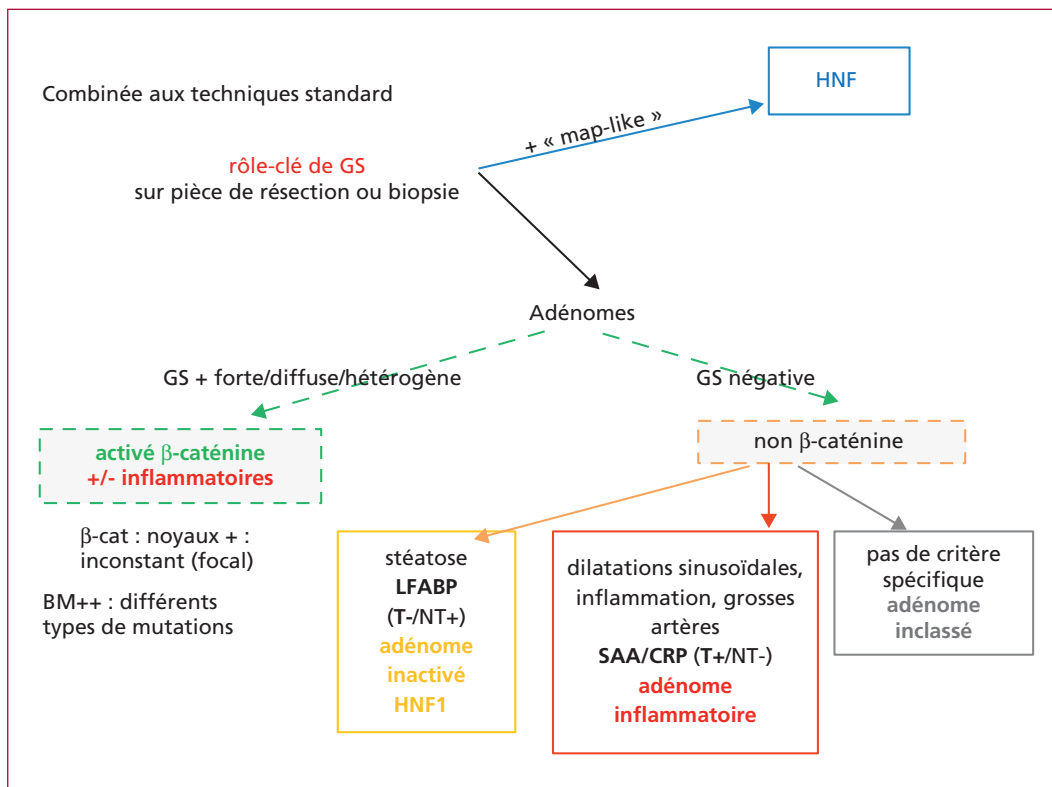 HNF
Combinée aux techniques standard
+ « map-like »
rôle-clé de GS
sur pièce de résection ou biopsie
Adénomes
GS + forte/diffuse/hétérogène
GS négative
activé β-caténine
+/- inflammatoires
non β-caténine
β-cat : noyaux + :
inconstant (focal)
BM++ : différents
types de mutations
stéatose
LFABP
(T-/NT+)
adénome
inactivé
HNF1
dilatations sinusoïdales,
inflammation, grosses
artères
SAA/CRP (T+/NT-)
adénome
inflammatoire
pas de critère
spécifique
adénome
inclassé